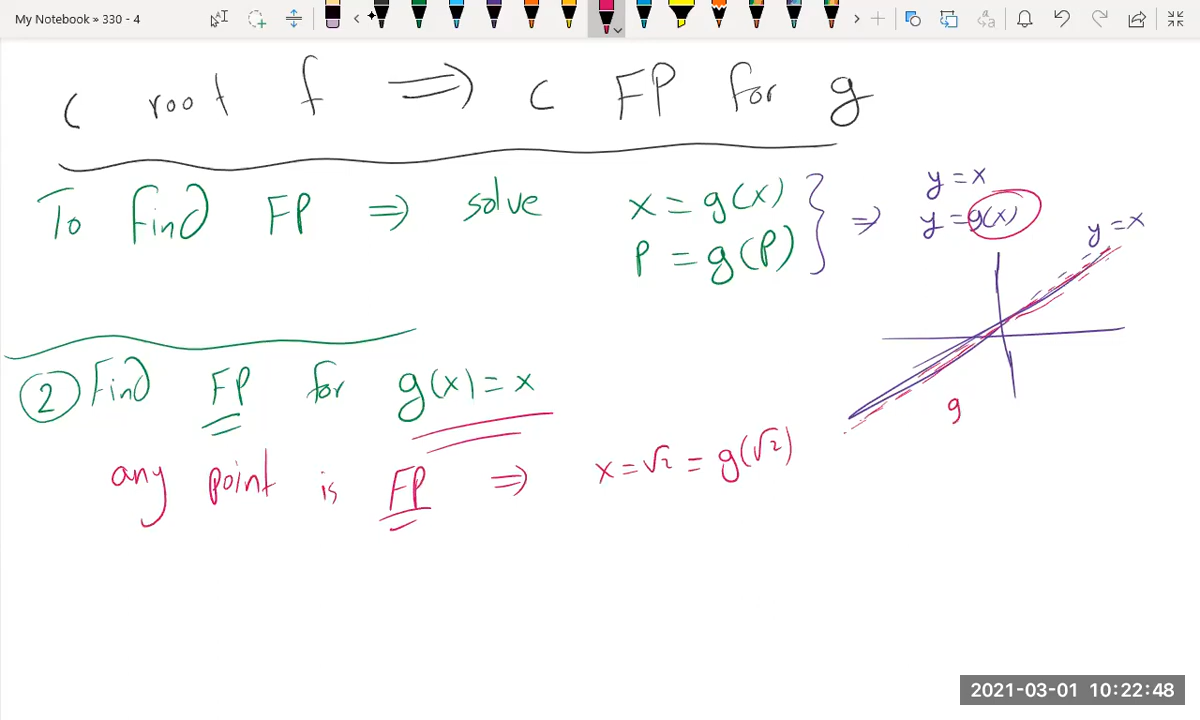 My Notebook » 330 - 4
c root f ⟹ c FP for g
To Find FP ⇒ solve x = g(x)
P = g(P)
⇒ y = x
y = g(x)
y = x
g
② Find FP for g(x) = x
any point is FP ⇒ x = √2 = g(√2)
2021-03-01 10:22:48